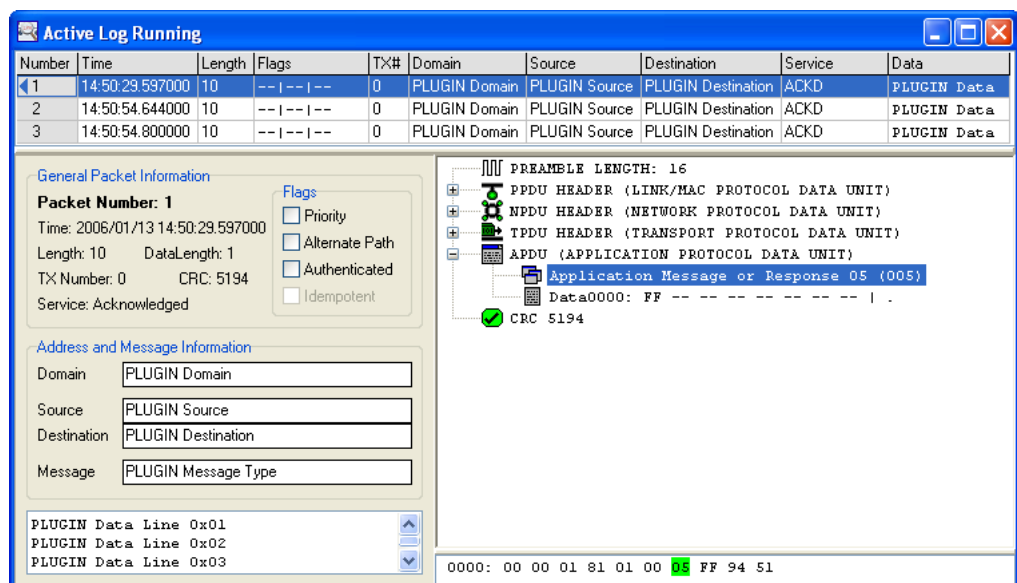 Active Log Running
Number Time Length Flags TX# Domain Source Destination Service Data
1 14:50:29.597000 10 --|--|-- 0 PLUGIN Domain PLUGIN Source PLUGIN Destination ACKD PLUGIN Data
2 14:50:54.644000 10 --|--|-- 0 PLUGIN Domain PLUGIN Source PLUGIN Destination ACKD PLUGIN Data
3 14:50:54.800000 10 --|--|-- 0 PLUGIN Domain PLUGIN Source PLUGIN Destination ACKD PLUGIN Data
General Packet Information
Packet Number: 1
Time: 2006/01/13 14:50:29.597000
Length: 10 DataLength: 1
TX Number: 0 CRC: 5194
Service: Acknowledged
Flags
Priority
Alternate Path
Authenticated
Idempotent
Address and Message Information
Domain PLUGIN Domain
Source PLUGIN Source
Destination PLUGIN Destination
Message PLUGIN Message Type
PLUGIN Data Line 0x01
PLUGIN Data Line 0x02
PLUGIN Data Line 0x03
PREAMBLE LENGTH: 16
PPDU HEADER (LINK/MAC PROTOCOL DATA UNIT)
NPDU HEADER (NETWORK PROTOCOL DATA UNIT)
TPDU HEADER (TRANSPORT PROTOCOL DATA UNIT)
APDU (APPLICATION PROTOCOL DATA UNIT)
Application Message or Response 05 (005)
Data0000: FF -- -- -- -- -- -- -- | .
CRC 5194
0000: 00 00 01 81 01 00 05 FF 94 51